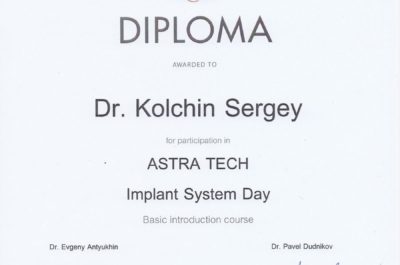 DIPLOMA
AWARDED TO
Dr. Kolchin Sergey
for participation in
ASTRA TECH
Implant System Day
Basic introduction course
Dr. Evgeny Antyukhin Dr. Pavel Dudnikov